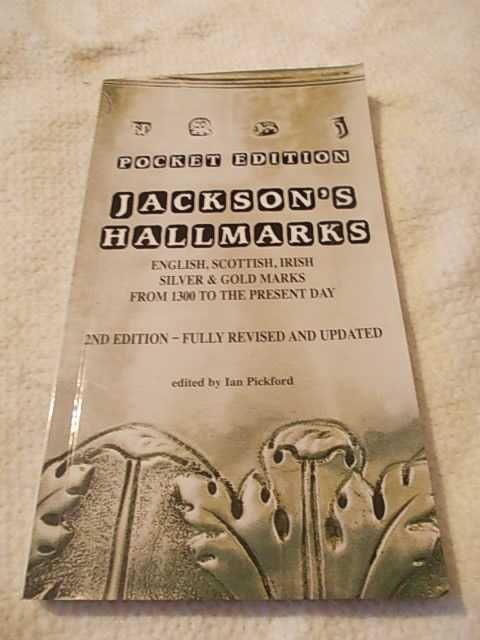 POCKET EDITION
JACKSON'S
HALLMARKS
ENGLISH, SCOTTISH, IRISH
SILVER & GOLD MARKS
FROM 1300 TO THE PRESENT DAY
2ND EDITION – FULLY REVISED AND UPDATED
edited by Ian Pickford